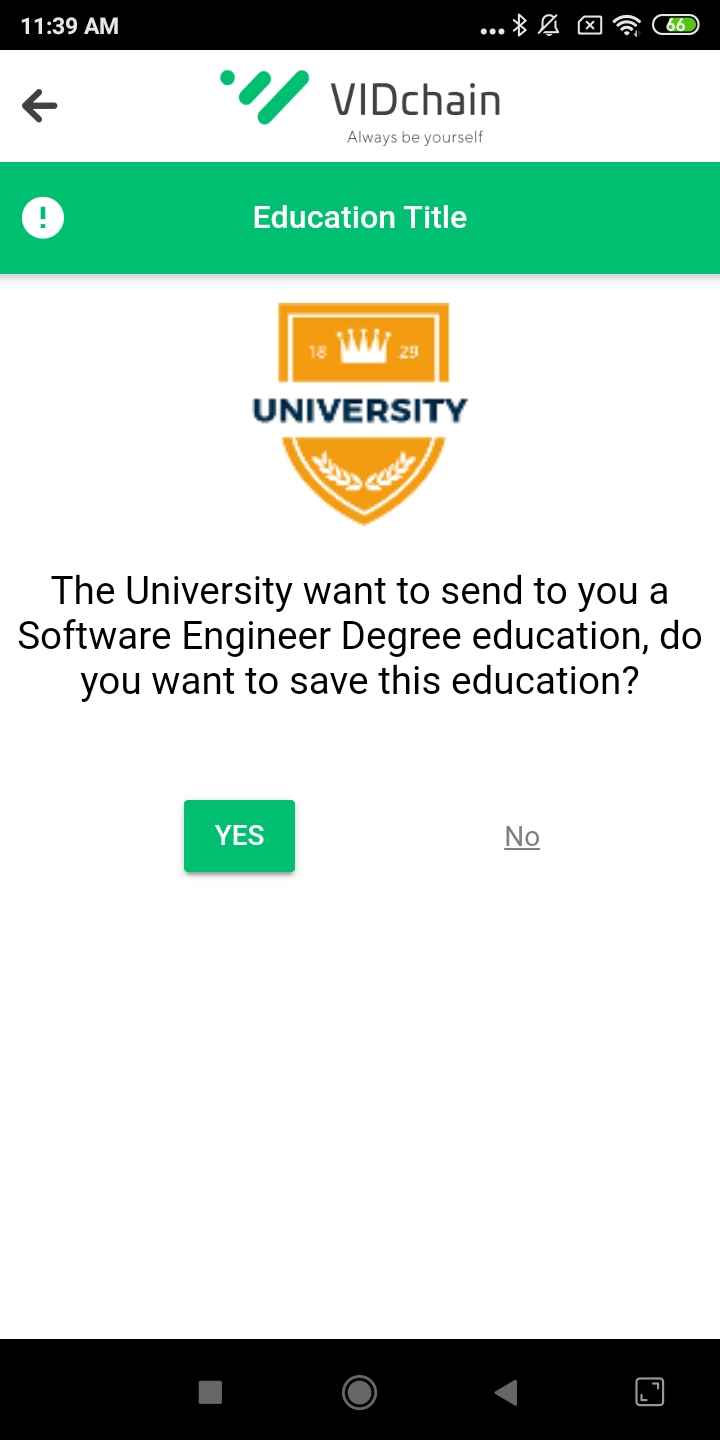 11:39 AM
66
VIDchain
Always be yourself
Education Title
18 29
UNIVERSITY
The University want to send to you a
Software Engineer Degree education, do
you want to save this education?
YES No